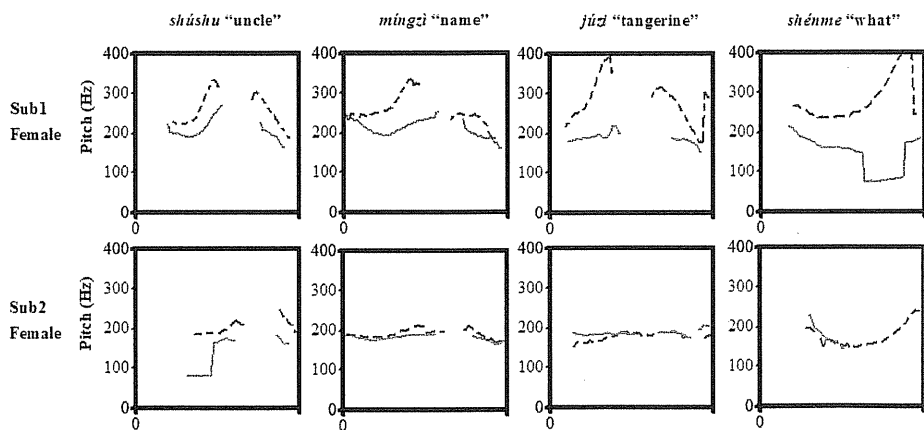 shúshu “uncle” míngzì “name” júzi “tangerine” shénme “what”
Sub1
Female
Pitch (Hz)
400 400 400 400
300 300 300 300
200 200 200 200
100 100 100 100
0 0 0 0
0 0 0 0
Sub2
Female
Pitch (Hz)
400 400 400 400
300 300 300 300
200 200 200 200
100 100 100 100
0 0 0 0
0 0 0 0